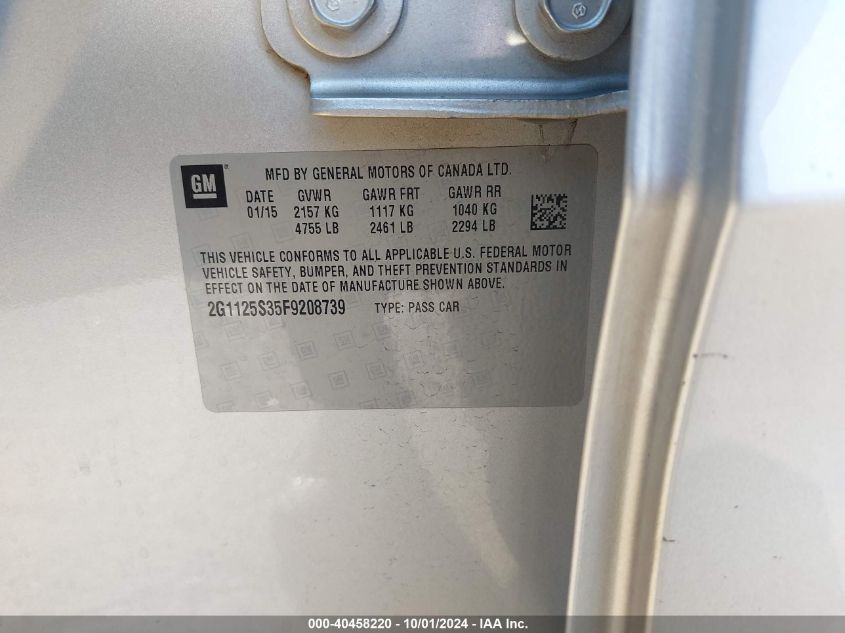 GM®
MFD BY GENERAL MOTORS OF CANADA LTD.
DATE GVWR GAWR FRT GAWR RR
01/15 2157 KG 1117 KG 1040 KG
4755 LB 2461 LB 2294 LB
THIS VEHICLE CONFORMS TO ALL APPLICABLE U.S. FEDERAL MOTOR
VEHICLE SAFETY, BUMPER, AND THEFT PREVENTION STANDARDS IN
EFFECT ON THE DATE OF MANUFACTURE SHOWN ABOVE.
2G1125S35F9208739 TYPE: PASS CAR
000-40458220 - 10/01/2024 - IAA Inc.